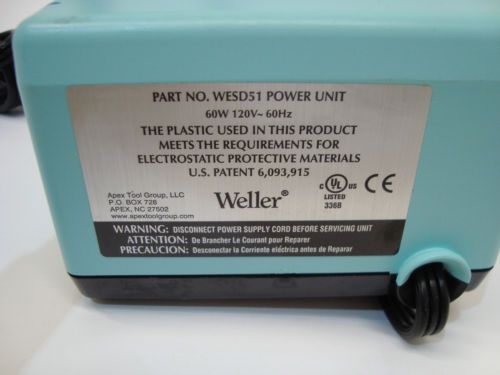 PART NO. WESD51 POWER UNIT
60W 120V~ 60Hz
THE PLASTIC USED IN THIS PRODUCT
MEETS THE REQUIREMENTS FOR
ELECTROSTATIC PROTECTIVE MATERIALS
U.S. PATENT 6,093,915
Apex Tool Group, LLC
P.O. BOX 728
APEX, NC 27502
www.apextoolgroup.com
Weller®
C UL® US
LISTED
336B
CE
WARNING: DISCONNECT POWER SUPPLY CORD BEFORE SERVICING UNIT
ATTENTION: De Brancher Le Courant pour Reparer
PRECAUCION: Desconectar la Corriente eléctrica antes de Reparar